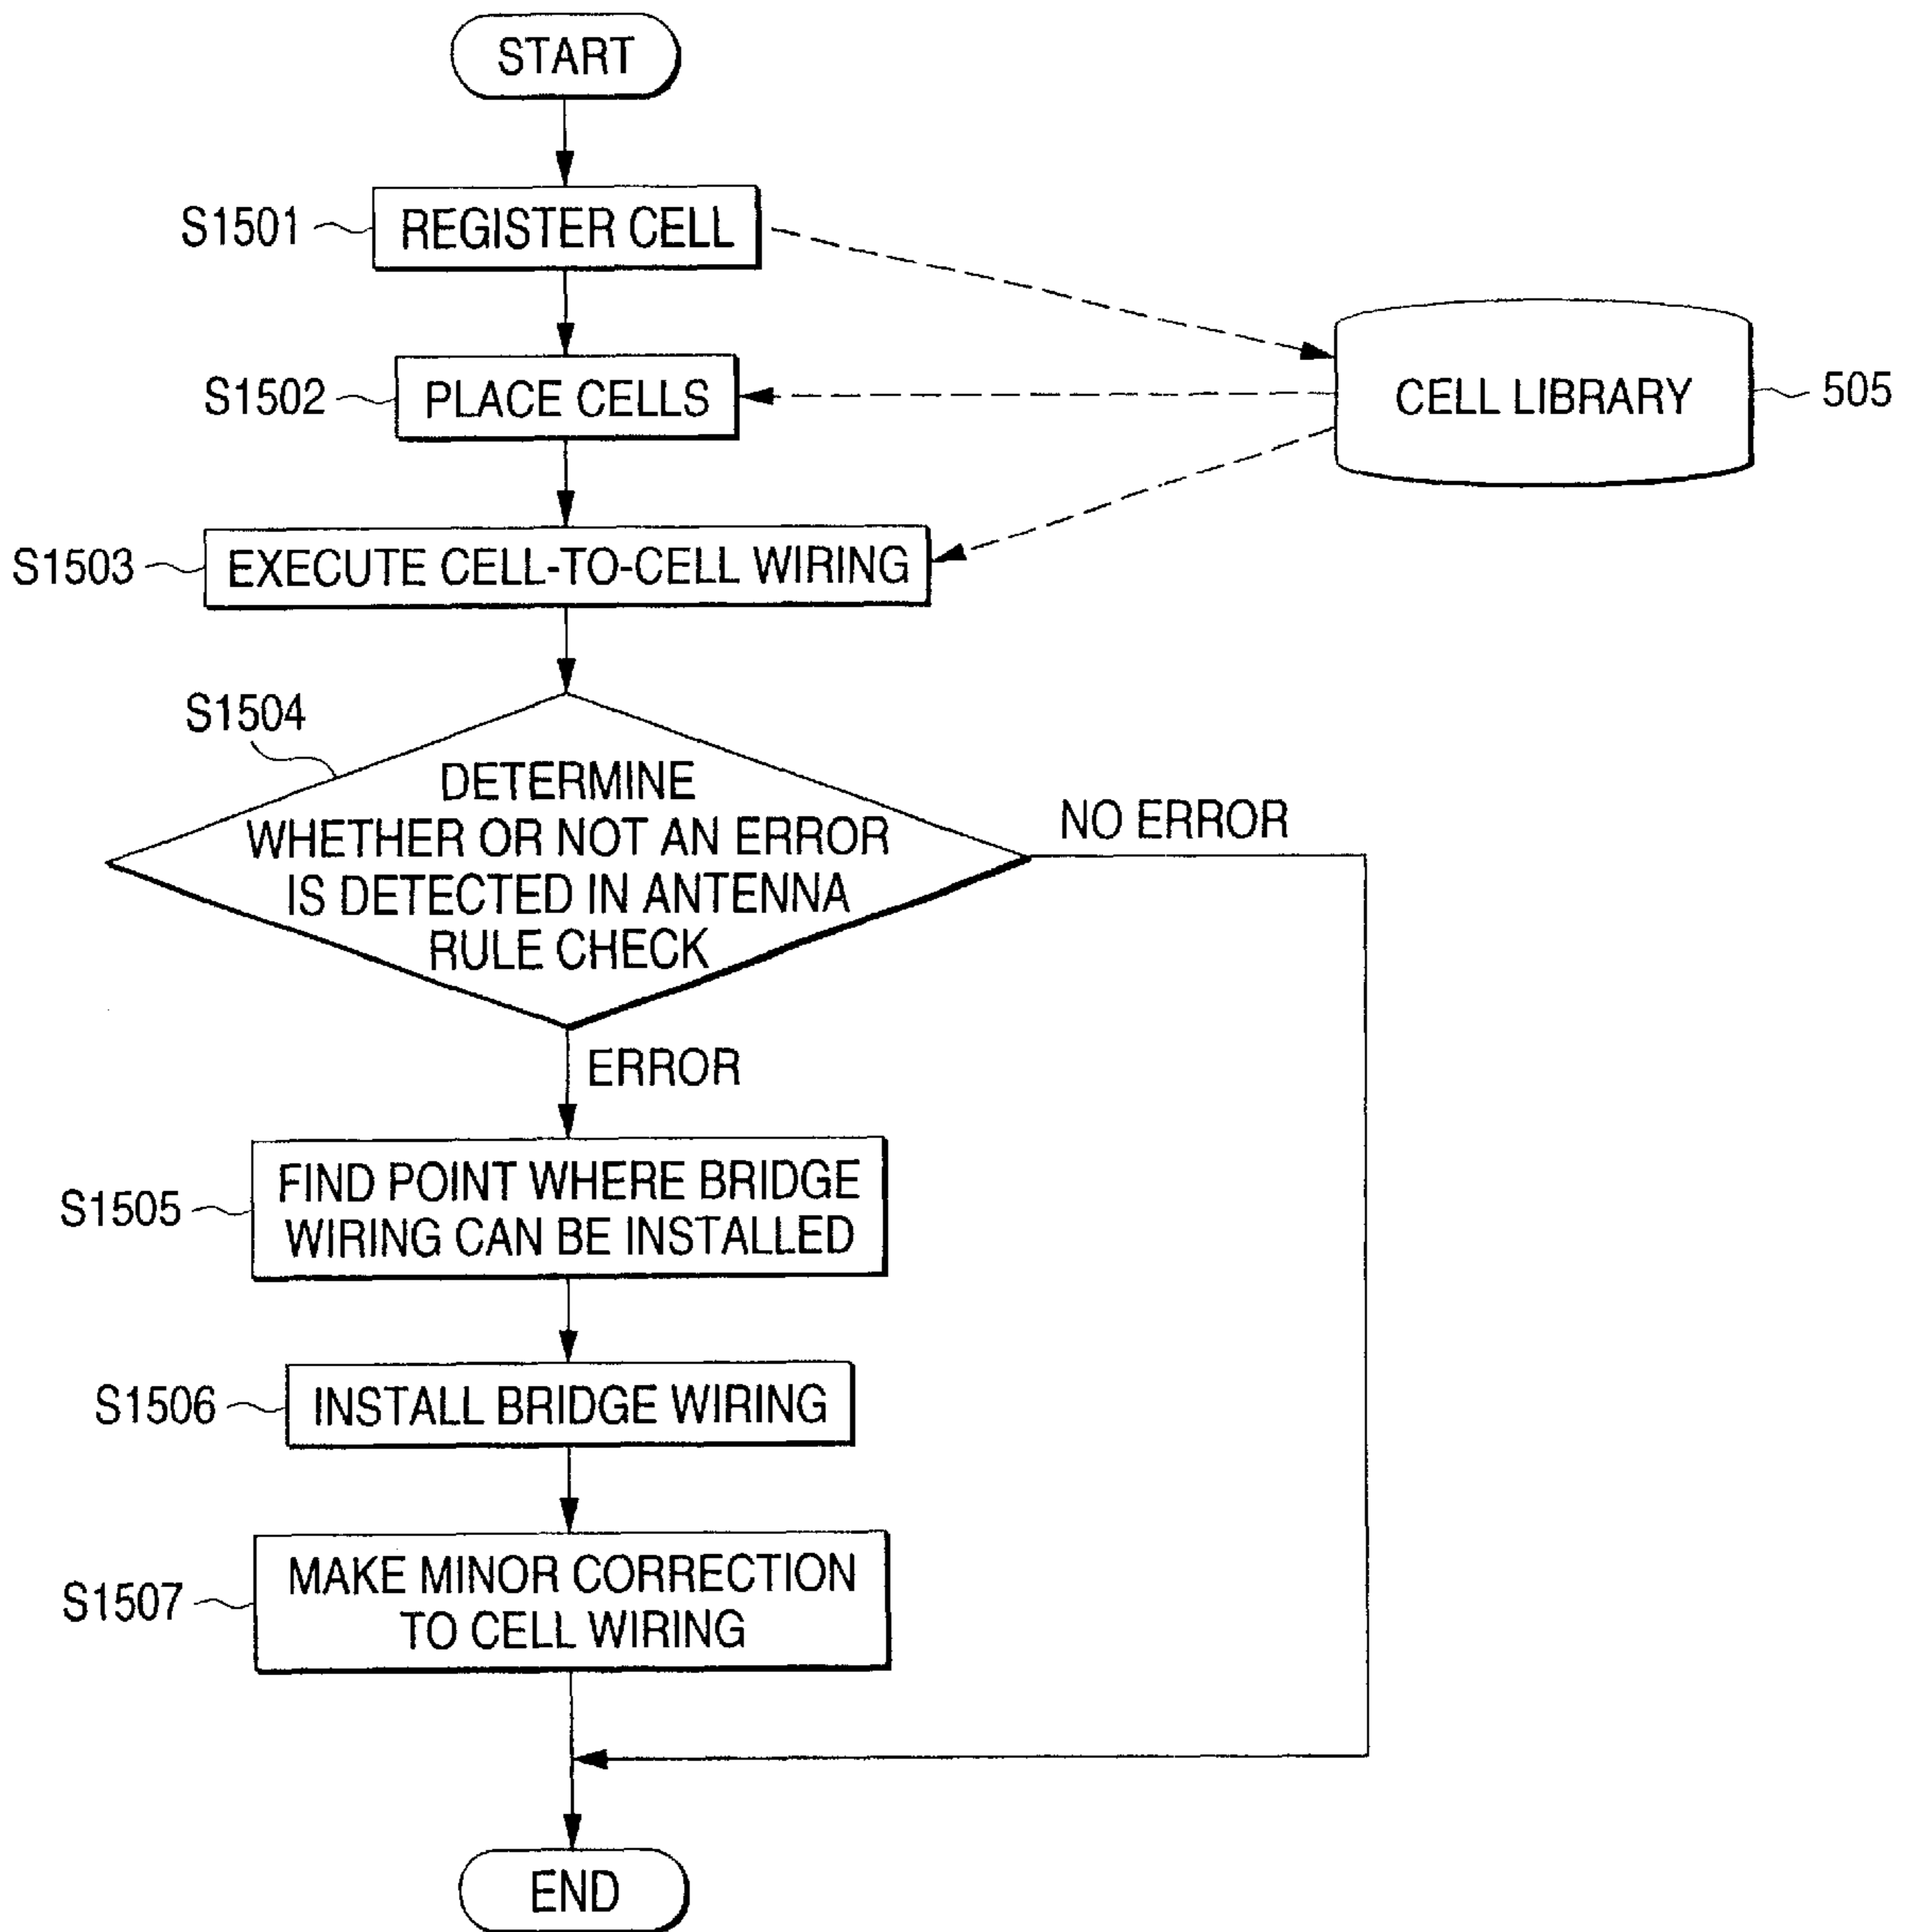 START
S1501
REGISTER CELL
S1502
PLACE CELLS
CELL LIBRARY
505
S1503
EXECUTE CELL-TO-CELL WIRING
S1504
DETERMINE
WHETHER OR NOT AN ERROR
IS DETECTED IN ANTENNA
RULE CHECK
NO ERROR
ERROR
S1505
FIND POINT WHERE BRIDGE
WIRING CAN BE INSTALLED
S1506
INSTALL BRIDGE WIRING
S1507
MAKE MINOR CORRECTION
TO CELL WIRING
END